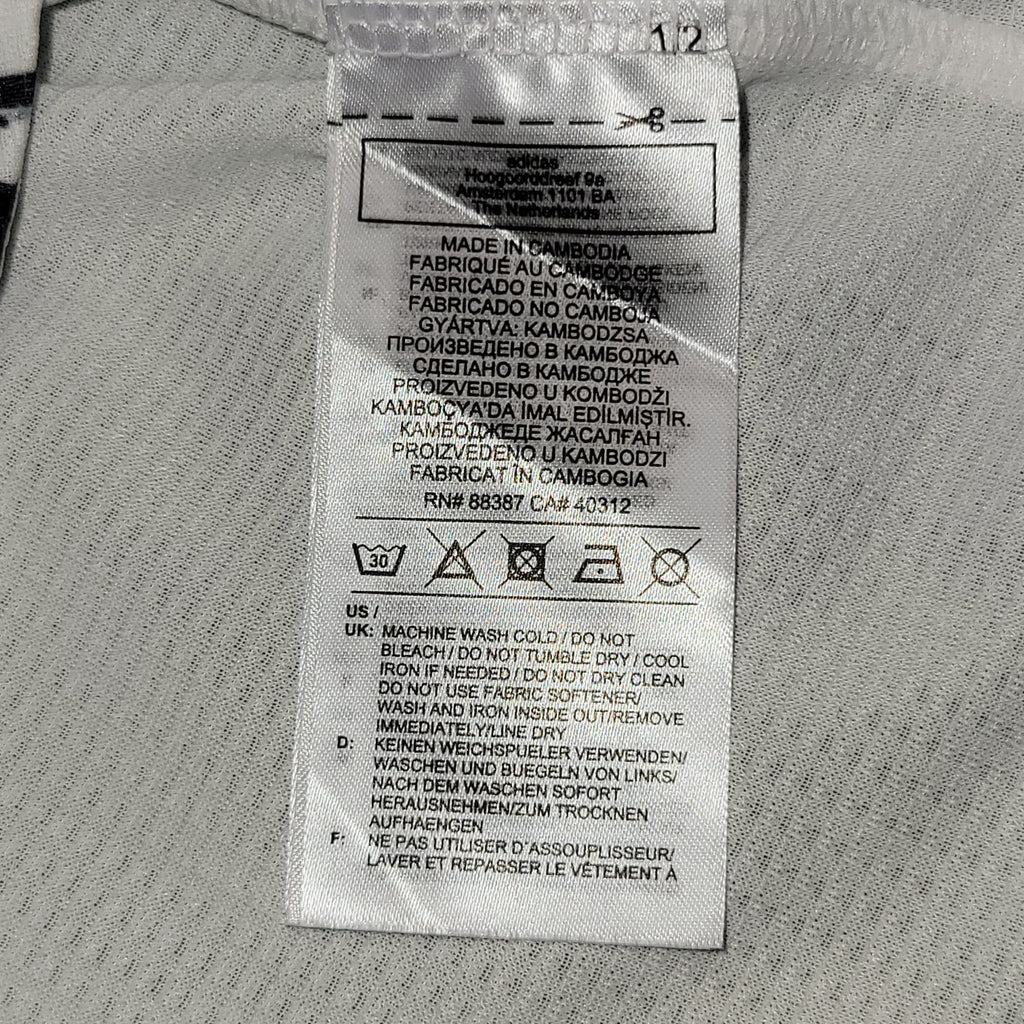 1/2
adidas
Hoogoorddreef 9a
Amsterdam 1101 BA
The Netherlands
MADE IN CAMBODIA
FABRIQUÉ AU CAMBODGE
FABRICADO EN CAMBOYA
FABRICADO NO CAMBOJA
GYÁRTVA: KAMBODZSA
ПРОИЗВЕДЕНО В КАМБОДЖА
СДЕЛАНО В КАМБОДЖЕ
PROIZVEDENO U KOMBODŽI
KAMBOÇYA'DA İMAL EDİLMİŞTİR.
КАМБОДЖЕДЕ ЖАСАЛҒАН
PROIZVEDENO U KAMBODZI
FABRICAT ÎN CAMBOGIA
RN# 88387 CA# 40312
30
US /
UK: MACHINE WASH COLD / DO NOT
BLEACH / DO NOT TUMBLE DRY / COOL
IRON IF NEEDED / DO NOT DRY CLEAN
DO NOT USE FABRIC SOFTENER/
WASH AND IRON INSIDE OUT/REMOVE
IMMEDIATELY/LINE DRY
D: KEINEN WEICHSPUELER VERWENDEN/
WASCHEN UND BUEGELN VON LINKS/
NACH DEM WASCHEN SOFORT
HERAUSNEHMEN/ZUM TROCKNEN
AUFHAENGEN
F: NE PAS UTILISER D'ASSOUPLISSEUR/
LAVER ET REPASSER LE VÊTEMENT À